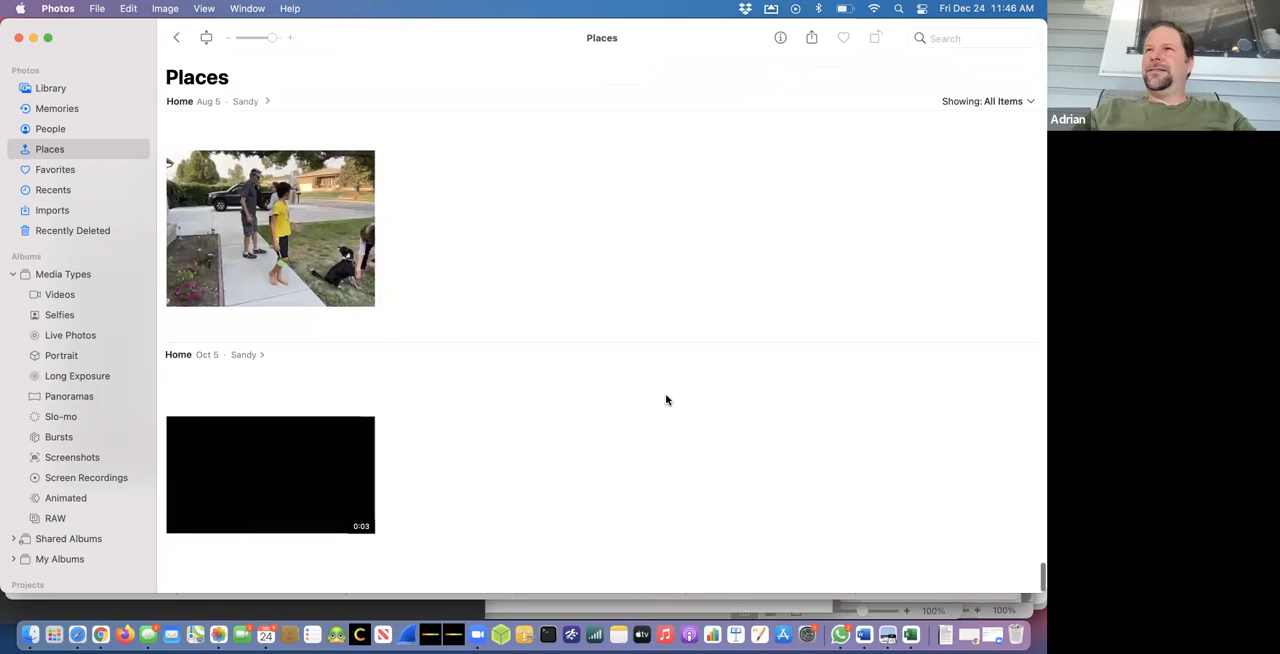 Photos File Edit Image View Window Help Fri Dec 24 11:46 AM
Places
Search
Photos
Library
Memories
People
Places
Favorites
Recents
Imports
Recently Deleted
Albums
Media Types
Videos
Selfies
Live Photos
Portrait
Long Exposure
Panoramas
Slo-mo
Bursts
Screenshots
Screen Recordings
Animated
RAW
Shared Albums
My Albums
Projects
Places
Home Aug 5 · Sandy >
Showing: All Items
Home Oct 5 · Sandy >
0:03
100%
100%
24
Adrian